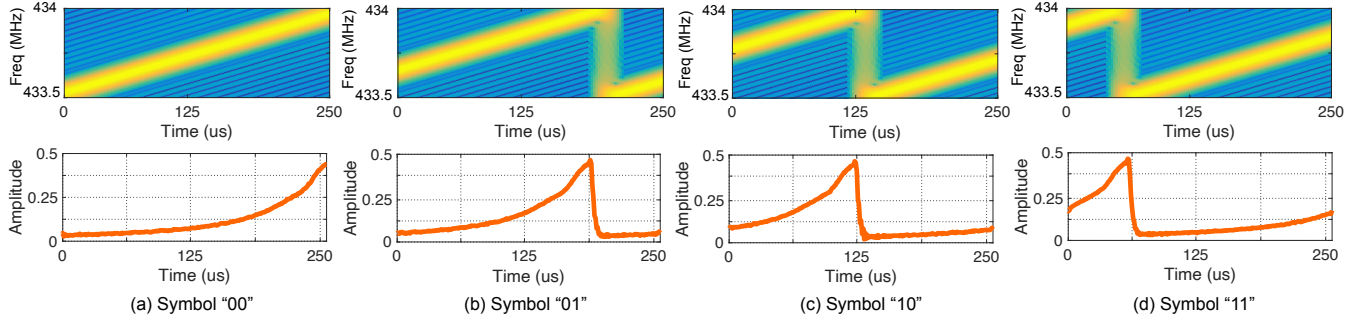 434
Freq (MHz)
433.5
0
125
250
Time (us)
434
Freq (MHz)
433.5
0
125
250
Time (us)
434
Freq (MHz)
433.5
0
125
250
Time (us)
434
Freq (MHz)
433.5
0
125
250
Time (us)
0.5
Amplitude
0.25
0
0
125
250
Time (us)
0.5
Amplitude
0.25
0
0
125
250
Time (us)
0.5
Amplitude
0.25
0
0
125
250
Time (us)
0.5
Amplitude
0.25
0
0
125
250
Time (us)
(a) Symbol “00”
(b) Symbol “01”
(c) Symbol “10”
(d) Symbol “11”